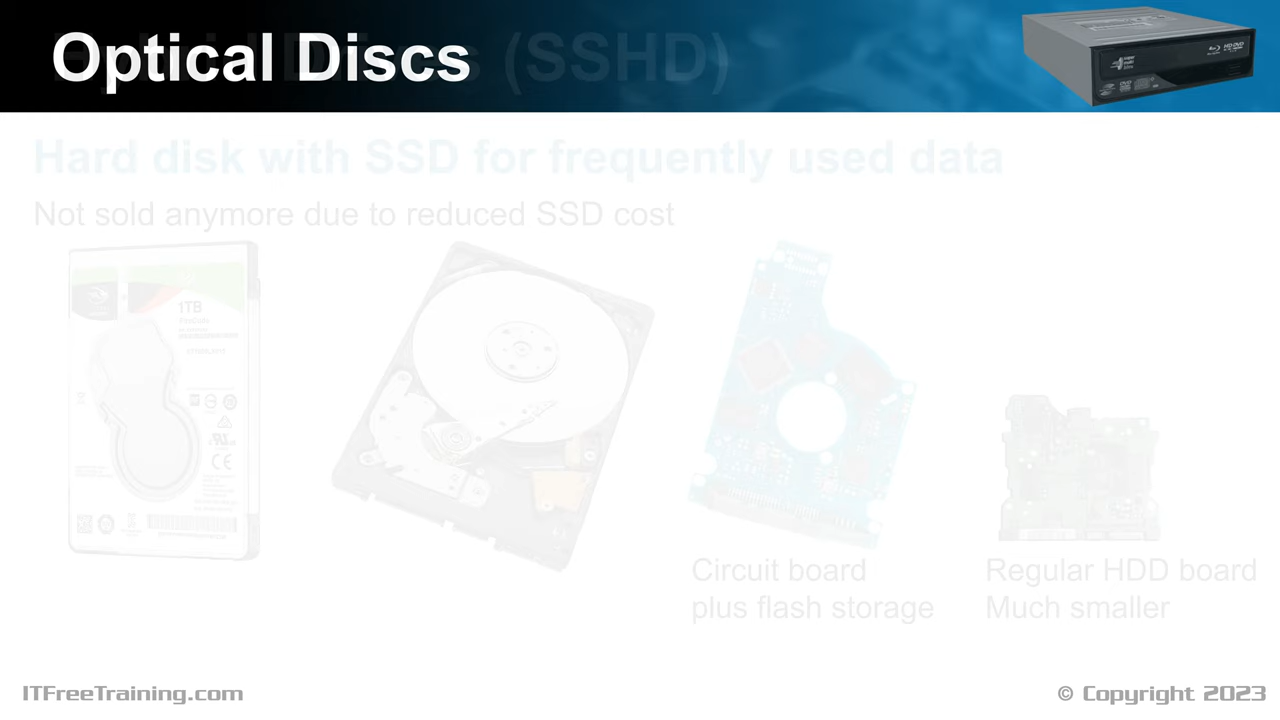 Optical Discs
(SSHD)
Hard disk with SSD for frequently used data
Not sold anymore due to reduced SSD cost
1TB
Circuit board
plus flash storage
Regular HDD board
Much smaller
ITFreeTraining.com
© Copyright 2023